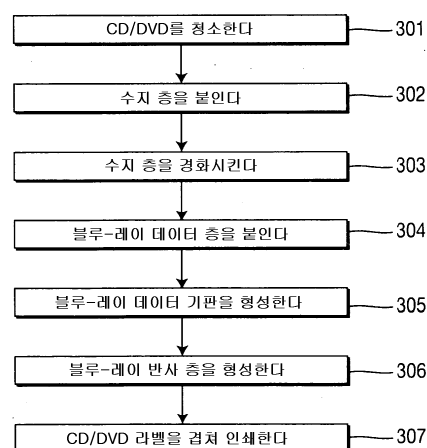 CD/DVD를 청소한다 301
수지 층을 붙인다 302
수지 층을 경화시킨다 303
블루-레이 데이터 층을 붙인다 304
블루-레이 데이터 기판을 형성한다 305
블루-레이 반사 층을 형성한다 306
CD/DVD 라벨을 겹쳐 인쇄한다 307